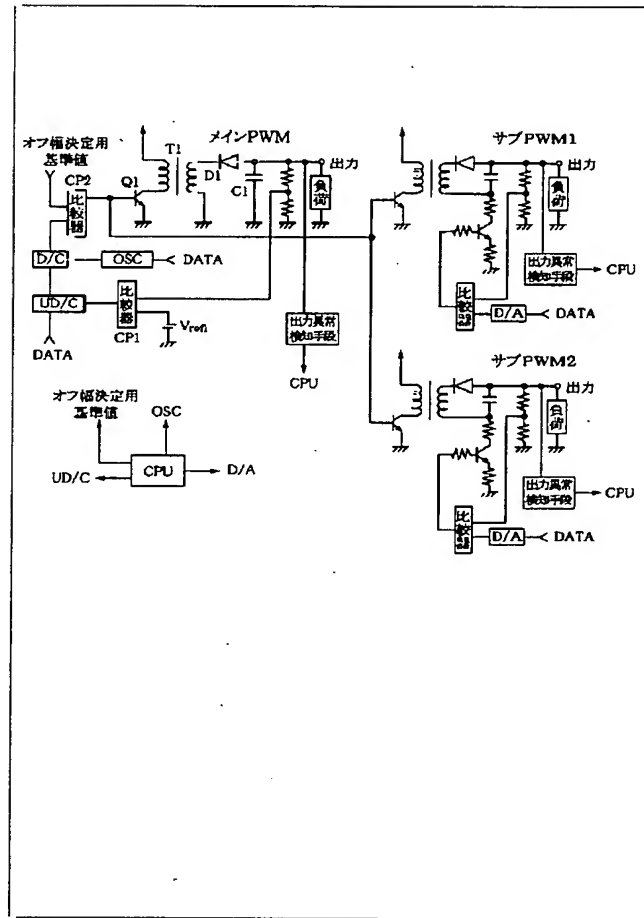 メインPWM
オフ幅決定用
基準値
CP2
比較器
Q1
T1
D1
C1
出力
負荷
D/C
OSC
DATA
UD/C
DATA
比較器
CP1
Vref1
出力異常
検知手段
CPU
オフ幅決定用
基準値
OSC
UD/C
CPU
D/A
サブPWM1
出力
負荷
出力異常
検知手段
CPU
比較器
D/A
DATA
サブPWM2
出力
負荷
出力異常
検知手段
CPU
比較器
D/A
DATA